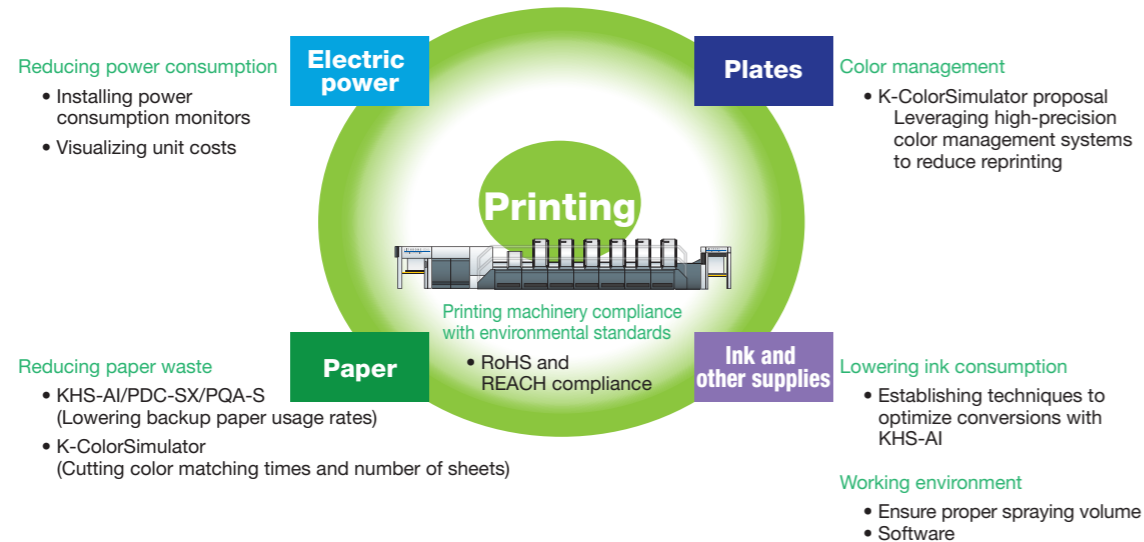 Electric
power
Reducing power consumption
• Installing power
consumption monitors
• Visualizing unit costs
Plates
Color management
• K-ColorSimulator proposal
Leveraging high-precision
color management systems
to reduce reprinting
Printing
Printing machinery compliance
with environmental standards
• RoHS and
REACH compliance
Paper
Reducing paper waste
• KHS-AI/PDC-SX/PQA-S
(Lowering backup paper usage rates)
• K-ColorSimulator
(Cutting color matching times and number of sheets)
Ink and
other supplies
Lowering ink consumption
• Establishing techniques to
optimize conversions with
KHS-AI
Working environment
• Ensure proper spraying volume
• Software